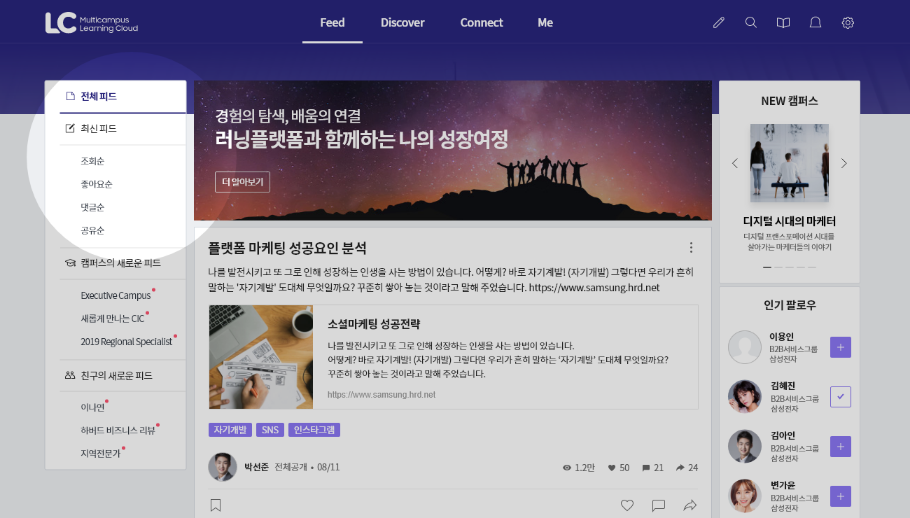 LC Multicampus
Learning Cloud
Feed
Discover
Connect
Me
전체 피드
최신 피드
조회순
좋아요순
댓글순
공유순
캠퍼스의 새로운 피드
Executive Campus
새롭게 만나는 CIC
2019 Regional Specialist
친구의 새로운 피드
이나연
하버드 비즈니스 리뷰
지역전문가
경험의 탐색, 배움의 연결
러닝플랫폼과 함께하는 나의 성장여정
더 알아보기
플랫폼 마케팅 성공요인 분석
나를 발전시키고 또 그로 인해 성장하는 인생을 사는 방법이 있습니다. 어떻게? 바로 자기계발! (자기개발) 그렇다면 우리가 흔히
말하는 '자기계발' 도대체 무엇일까요? 꾸준히 쌓아 놓는 것이라고 말해 주었습니다. https://www.samsung.hrd.net
소셜마케팅 성공전략
나를 발전시키고 또 그로 인해 성장하는 인생을 사는 방법이 있습니다.
어떻게? 바로 자기계발! (자기개발) 그렇다면 우리가 흔히 말하는 '자기계발' 도대체 무엇일까요?
꾸준히 쌓아 놓는 것이라고 말해 주었습니다.
https://www.samsung.hrd.net
자기개발
SNS
인스타그램
박선준 전체공개 • 08/11
1.2만
50
21
24
NEW 캠퍼스
디지털 시대의 마케터
디지털 트랜스포메이션 시대를
살아가는 마케터들의 이야기
인기 팔로우
이용인
B2B서비스그룹
삼성전자
김혜진
B2B서비스그룹
삼성전자
김아인
B2B서비스그룹
삼성전자
변가윤
B2B서비스그룹
삼성전자